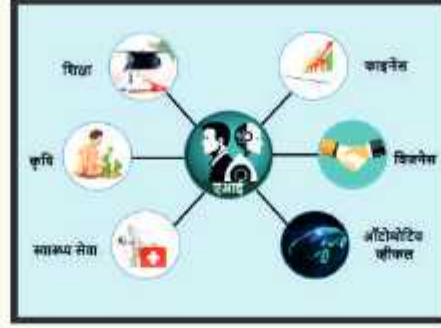 शिक्षा
फाइनेंस
एआई
कृषि
बिजनेस
स्वास्थ्य सेवा
ऑटोमोटिव
व्हीकल